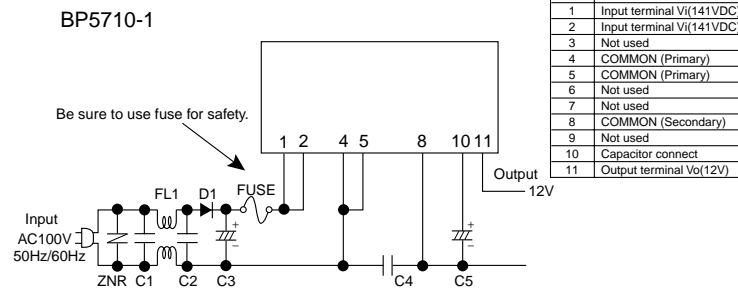 BP5710-1
1 Input terminal Vi(141VDC)
2 Input terminal Vi(141VDC)
3 Not used
4 COMMON (Primary)
5 COMMON (Primary)
6 Not used
7 Not used
8 COMMON (Secondary)
9 Not used
10 Capacitor connect
11 Output terminal Vo(12V)
Be sure to use fuse for safety.
1 2 4 5 8 10 11
Output
12V
FL1 D1 FUSE
Input
AC100V
50Hz/60Hz
+ +
− −
ZNR C1 C2 C3 C4 C5